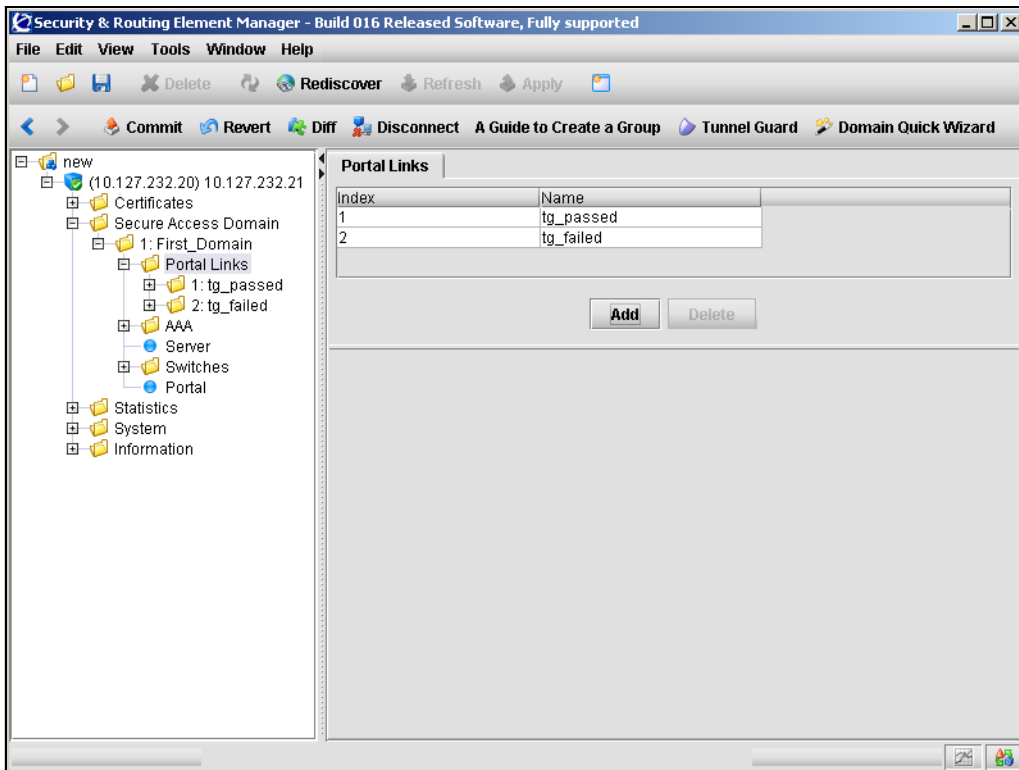 Security & Routing Element Manager - Build 016 Released Software, Fully supported
File Edit View Tools Window Help
Delete Rediscover Refresh Apply
Commit Revert Diff Disconnect A Guide to Create a Group Tunnel Guard Domain Quick Wizard
new
(10.127.232.20) 10.127.232.21
Certificates
Secure Access Domain
1: First_Domain
Portal Links
1: tg_passed
2: tg_failed
AAA
Server
Switches
Portal
Statistics
System
Information
Portal Links
Index Name
1 tg_passed
2 tg_failed
Add Delete